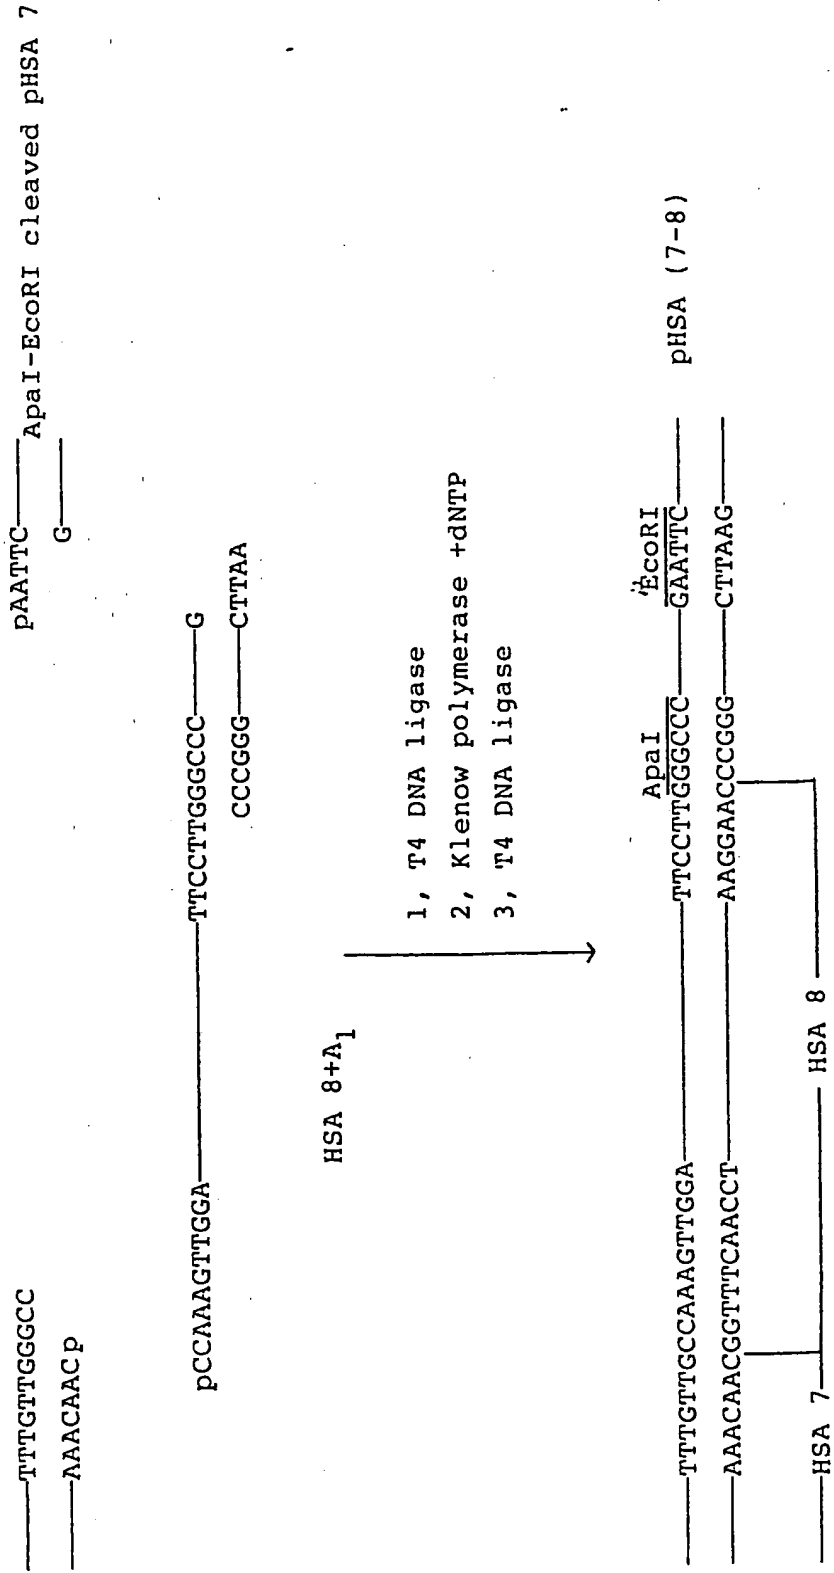 TTTGTTGGGCC pAATTC
ApaI-EcoRI cleaved pHSA 7
AAACAACp G
pCCAAAGTTGGA TTCCTTGGGCCC G
CCCGGG CTTAA
HSA 8+A1
1, T4 DNA ligase
2, Klenow polymerase +dNTP
3, T4 DNA ligase
ApaI EcoRI
TTTGTTGCCAAAGTTGGA TTCCTTGGGCCC GAATTC
pHSA (7-8)
AAACAACGGTTTCAACCT AAGGAACCCGGG CTTAAG
HSA 7 HSA 8